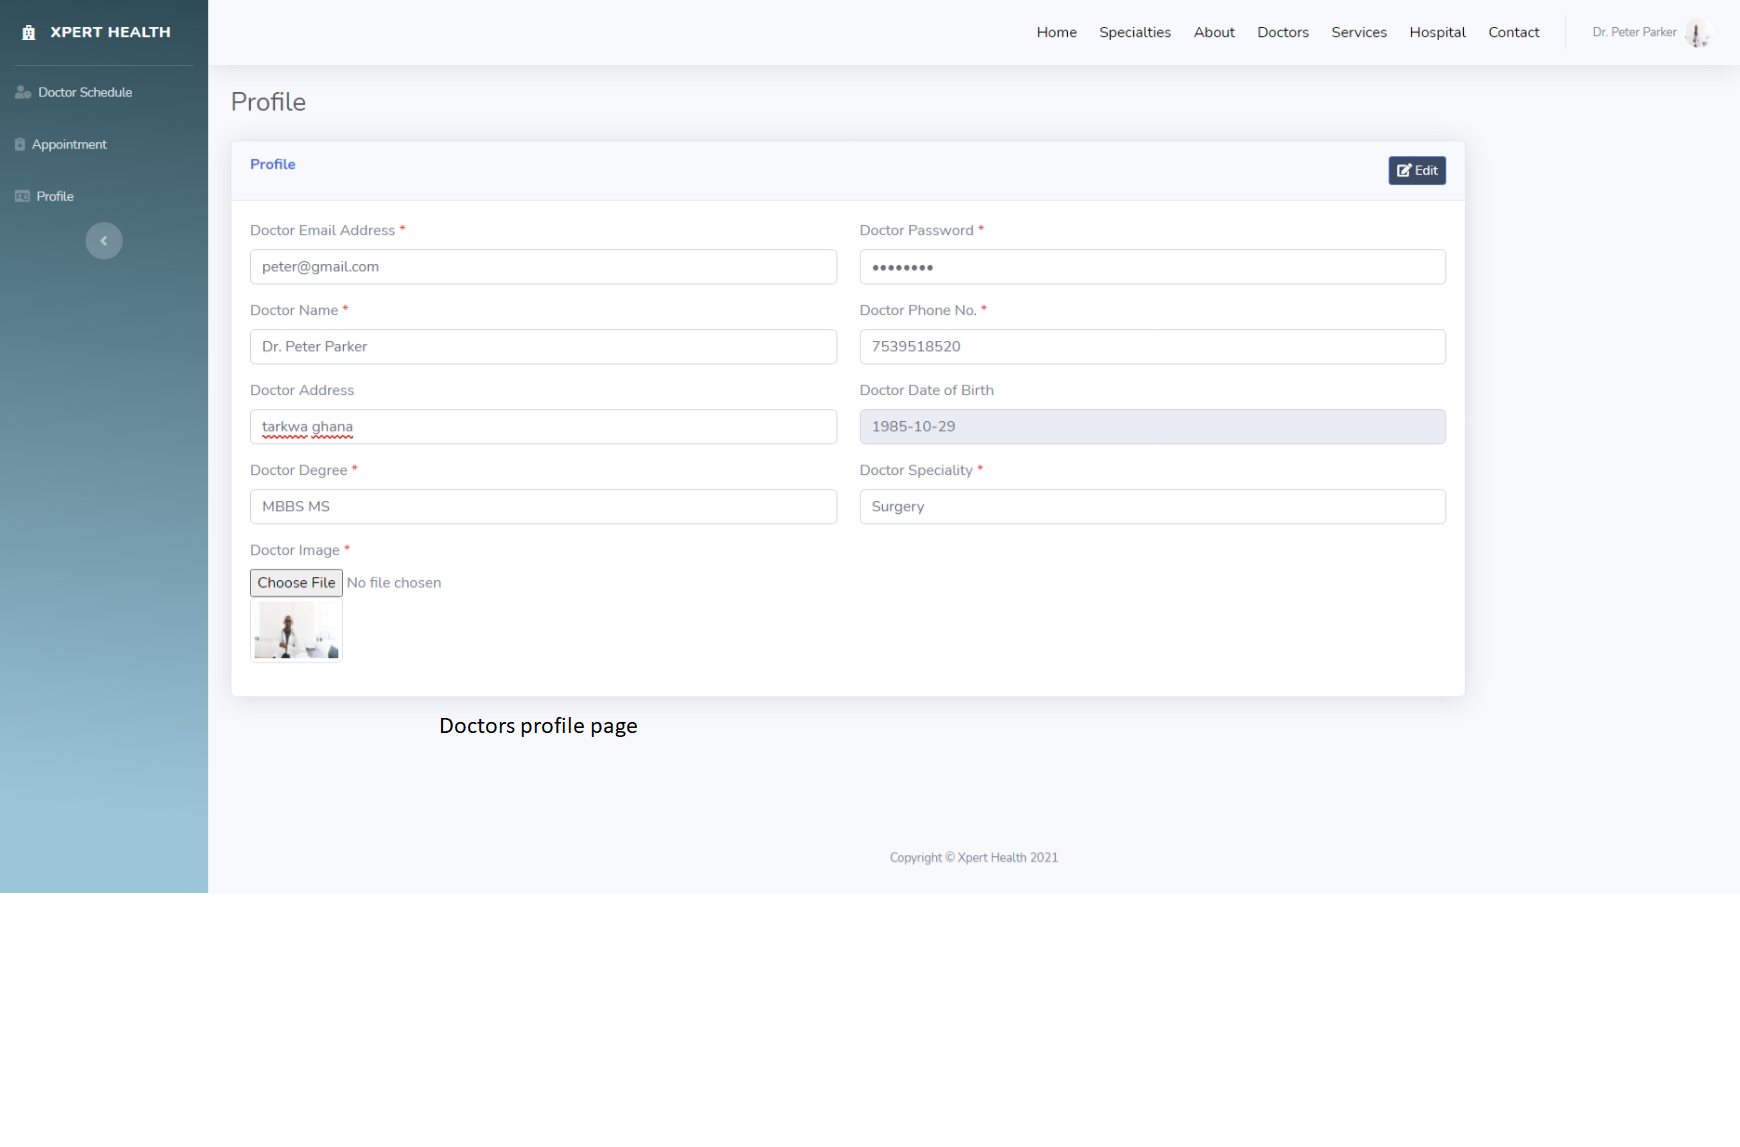 XPERT HEALTH
Home Specialties About Doctors Services Hospital Contact Dr. Peter Parker
Doctor Schedule
Appointment
Profile
Profile
Profile
Edit
Doctor Email Address * Doctor Password *
peter@gmail.com ••••••••
Doctor Name * Doctor Phone No. *
Dr. Peter Parker 7539518520
Doctor Address Doctor Date of Birth
tarkwa ghana 1985-10-29
Doctor Degree * Doctor Speciality *
MBBS MS Surgery
Doctor Image *
Choose File No file chosen
Doctors profile page
Copyright © Xpert Health 2021